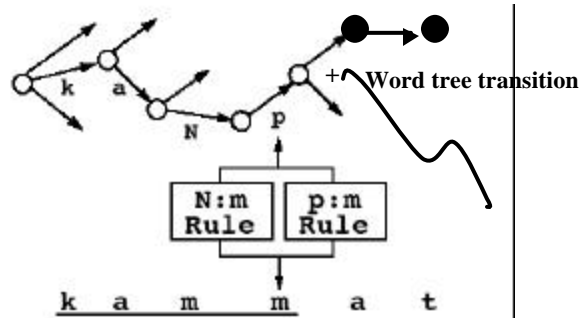 k a N p
+ Word tree transition
N:m Rule
p:m Rule
k a m m a t